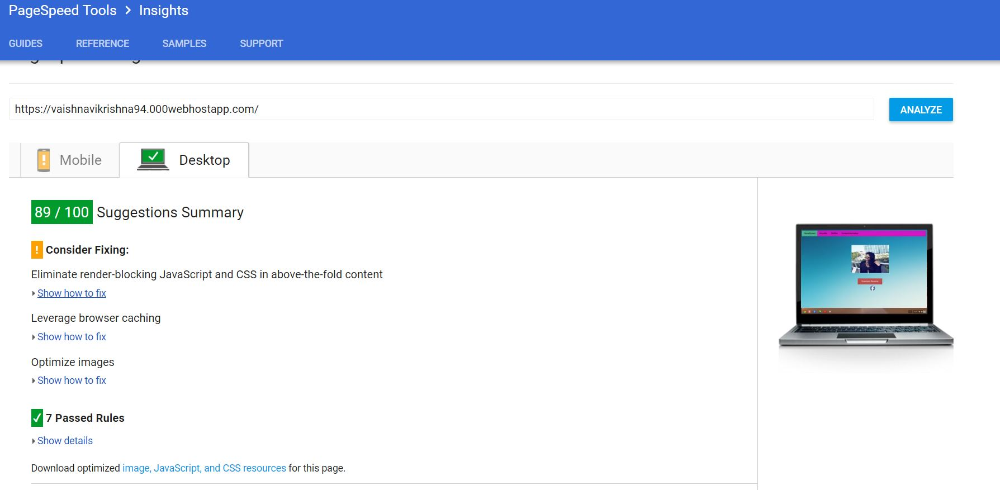 PageSpeed Tools > Insights
GUIDES REFERENCE SAMPLES SUPPORT
https://vaishnavikrishna94.000webhostapp.com/
ANALYZE
Mobile
Desktop
89 / 100 Suggestions Summary
! Consider Fixing:
Eliminate render-blocking JavaScript and CSS in above-the-fold content
Show how to fix
Leverage browser caching
Show how to fix
Optimize images
Show how to fix
7 Passed Rules
Show details
Download optimized image, JavaScript, and CSS resources for this page.
Download Resume